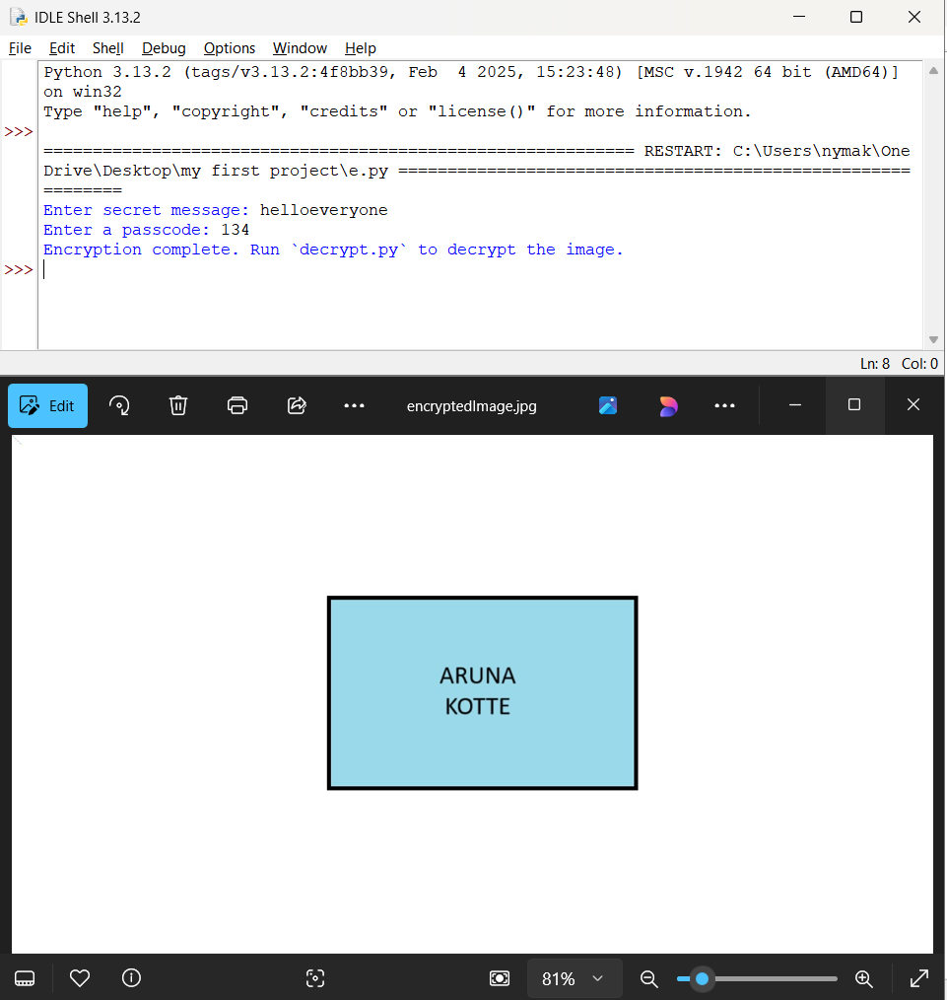 IDLE Shell 3.13.2
File Edit Shell Debug Options Window Help
Python 3.13.2 (tags/v3.13.2:4f8bb39, Feb  4 2025, 15:23:48) [MSC v.1942 64 bit (AMD64)]
on win32
Type "help", "copyright", "credits" or "license()" for more information.
>>>
============================================================ RESTART: C:\Users\nymak\One
Drive\Desktop\my first project\e.py ====================================================
========
Enter secret message: helloeveryone
Enter a passcode: 134
Encryption complete. Run `decrypt.py` to decrypt the image.
>>>
Ln: 8 Col: 0
Edit encryptedImage.jpg
ARUNA
KOTTE
81%